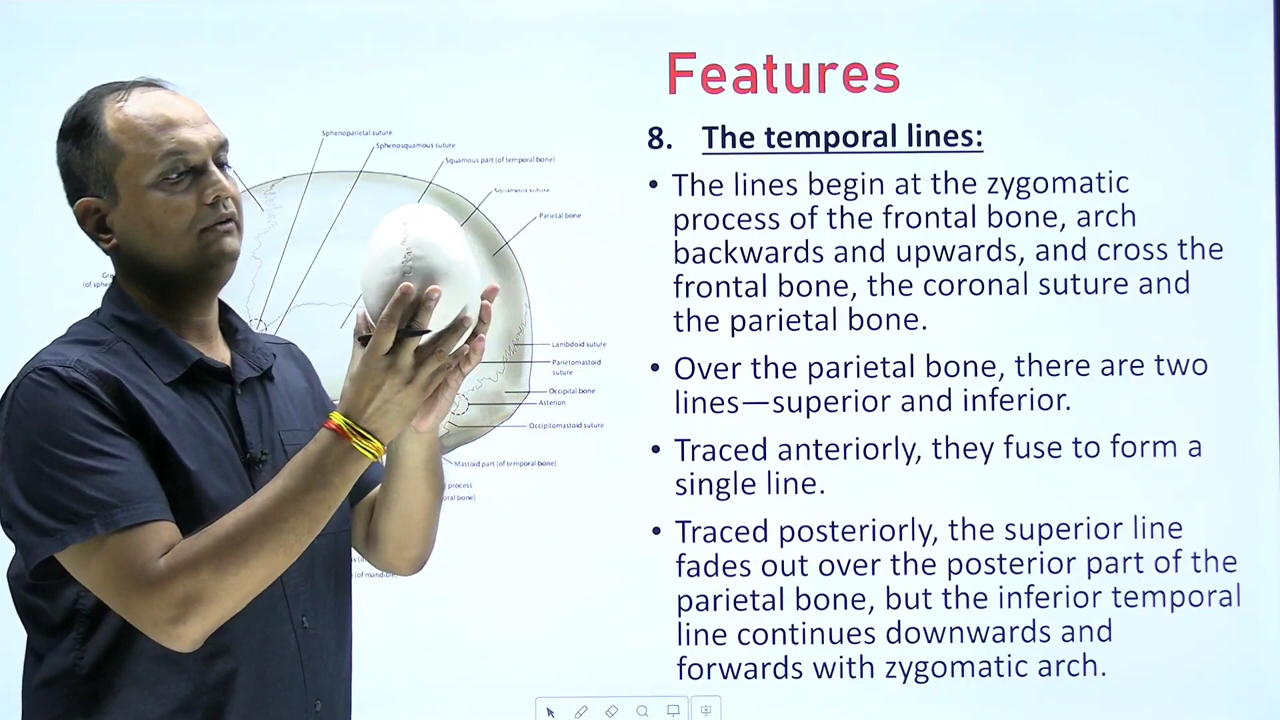 Features
8. The temporal lines:
• The lines begin at the zygomatic
process of the frontal bone, arch
backwards and upwards, and cross the
frontal bone, the coronal suture and
the parietal bone.
• Over the parietal bone, there are two
lines—superior and inferior.
• Traced anteriorly, they fuse to form a
single line.
• Traced posteriorly, the superior line
fades out over the posterior part of the
parietal bone, but the inferior temporal
line continues downwards and
forwards with zygomatic arch.
Sphenoparietal suture
Sphenosquamous suture
Squamous part (of temporal bone)
Squamous suture
Parietal bone
Lambdoid suture
Parietomastoid
suture
Occipital bone
Asterion
Occipitomastoid suture
Mastoid part (of temporal bone)
process
(of mandible)